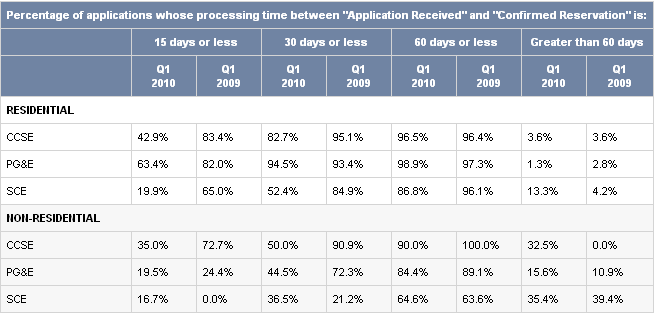 Percentage of applications whose processing time between "Application Received" and "Confirmed Reservation" is:
15 days or less 30 days or less 60 days or less Greater than 60 days
Q1 2010 Q1 2009 Q1 2010 Q1 2009 Q1 2010 Q1 2009 Q1 2010 Q1 2009
RESIDENTIAL
CCSE 42.9% 83.4% 82.7% 95.1% 96.5% 96.4% 3.6% 3.6%
PG&E 63.4% 82.0% 94.5% 93.4% 98.9% 97.3% 1.3% 2.8%
SCE 19.9% 65.0% 52.4% 84.9% 86.8% 96.1% 13.3% 4.2%
NON-RESIDENTIAL
CCSE 35.0% 72.7% 50.0% 90.9% 90.0% 100.0% 32.5% 0.0%
PG&E 19.5% 24.4% 44.5% 72.3% 84.4% 89.1% 15.6% 10.9%
SCE 16.7% 0.0% 36.5% 21.2% 64.6% 63.6% 35.4% 39.4%